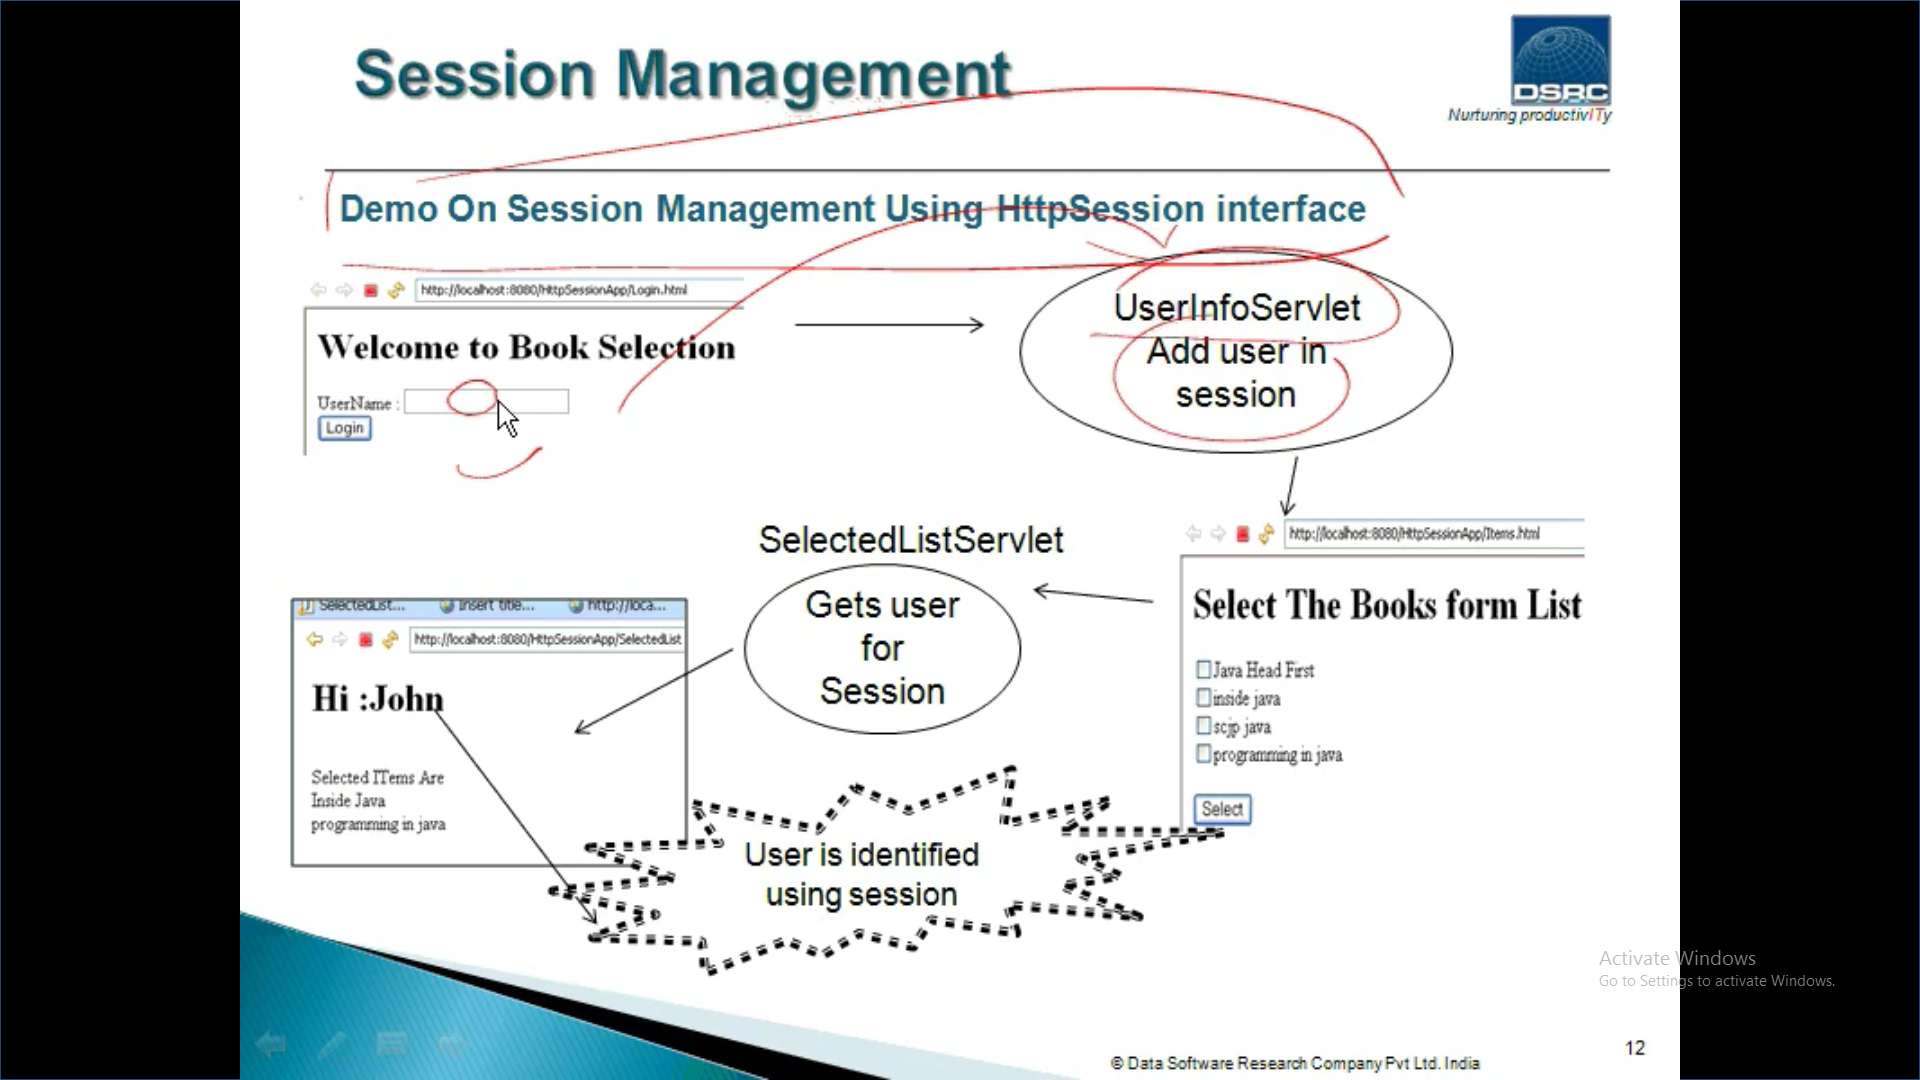 Session Management
DSRC
Nurturing productivITy
Demo On Session Management Using HttpSession interface
http://localhost:8080/HttpSessionApp/Login.html
Welcome to Book Selection
UserName :
Login
UserInfoServlet
Add user in
session
http://localhost:8080/HttpSessionApp/Items.html
Select The Books form List
Java Head First
inside java
scjp java
programming in java
Select
SelectedListServlet
Gets user
for
Session
SelectedList...
Insert title...
http://loca...
http://localhost:8080/HttpSessionApp/SelectedList
Hi :John
Selected ITems Are
Inside Java
programming in java
User is identified
using session
Activate Windows
Go to Settings to activate Windows.
12
© Data Software Research Company Pvt Ltd. India